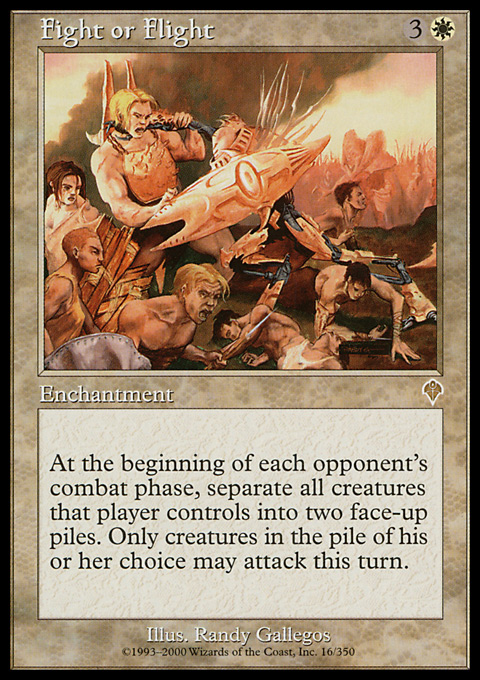 Fight or Flight 3
Enchantment
At the beginning of each opponent's
combat phase, separate all creatures
that player controls into two face-up
piles. Only creatures in the pile of his
or her choice may attack this turn.
Illus. Randy Gallegos
©1993–2000 Wizards of the Coast, Inc. 16/350